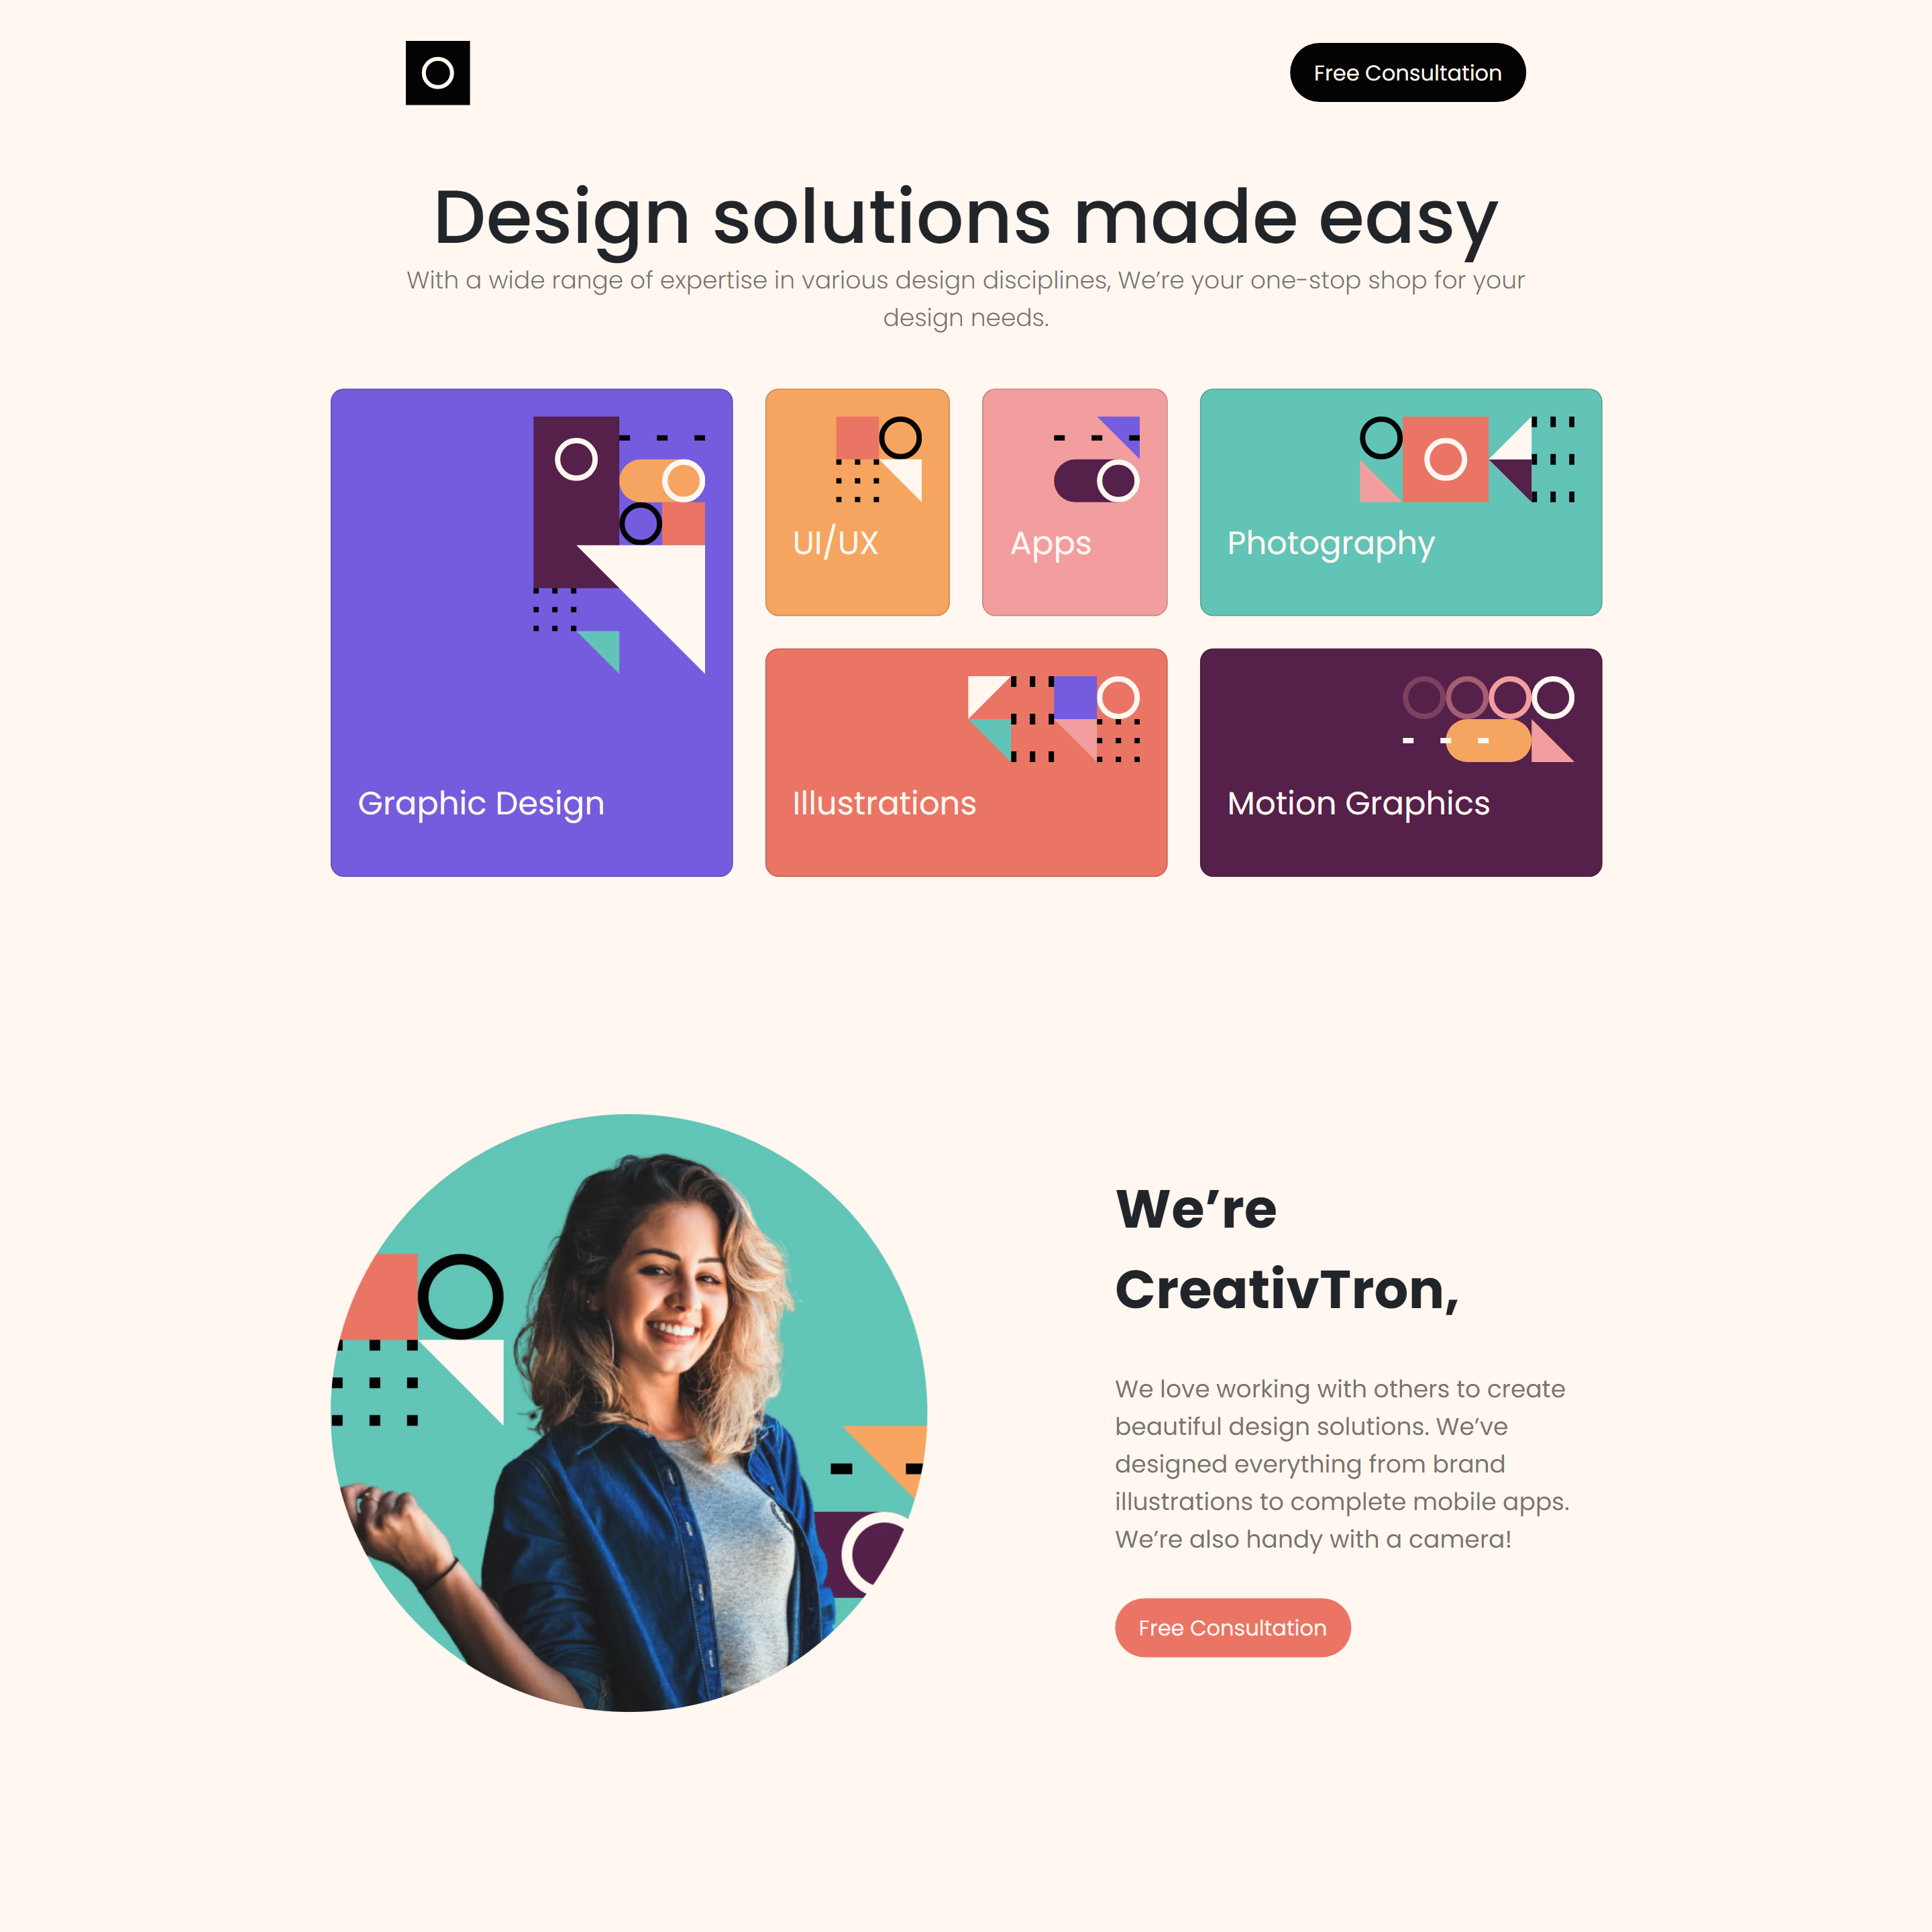 Free Consultation
Design solutions made easy
With a wide range of expertise in various design disciplines, We’re your one-stop shop for your
design needs.
Graphic Design
UI/UX
Apps
Photography
Illustrations
Motion Graphics
We’re
CreativTron,
We love working with others to create
beautiful design solutions. We’ve
designed everything from brand
illustrations to complete mobile apps.
We’re also handy with a camera!
Free Consultation